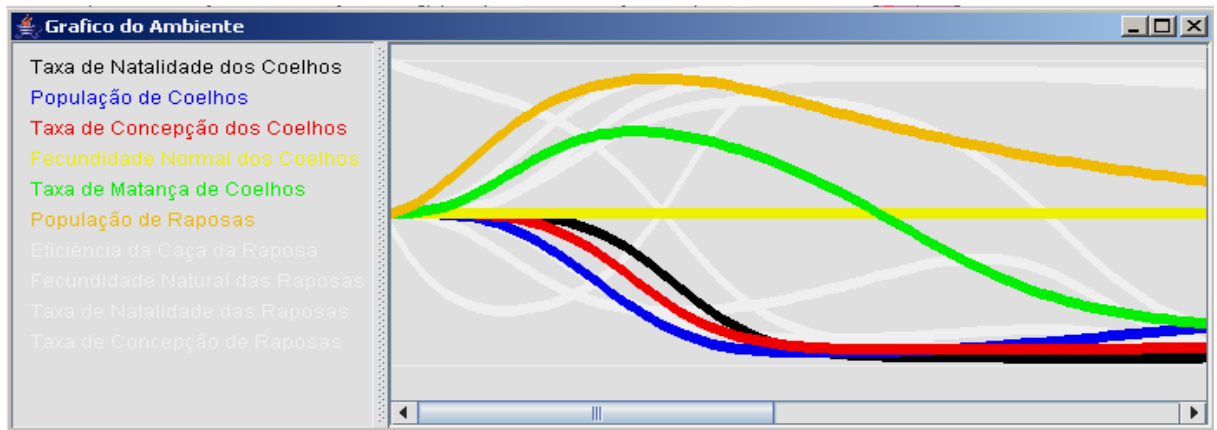 Grafico do Ambiente
Taxa de Natalidade dos Coelhos
População de Coelhos
Taxa de Concepção dos Coelhos
Fecundidade Normal dos Coelhos
Taxa de Matança de Coelhos
População de Raposas
Eficiência da Caça da Raposa
Fecundidade Natural das Raposas
Taxa de Natalidade das Raposas
Taxa de Concepção de Raposas